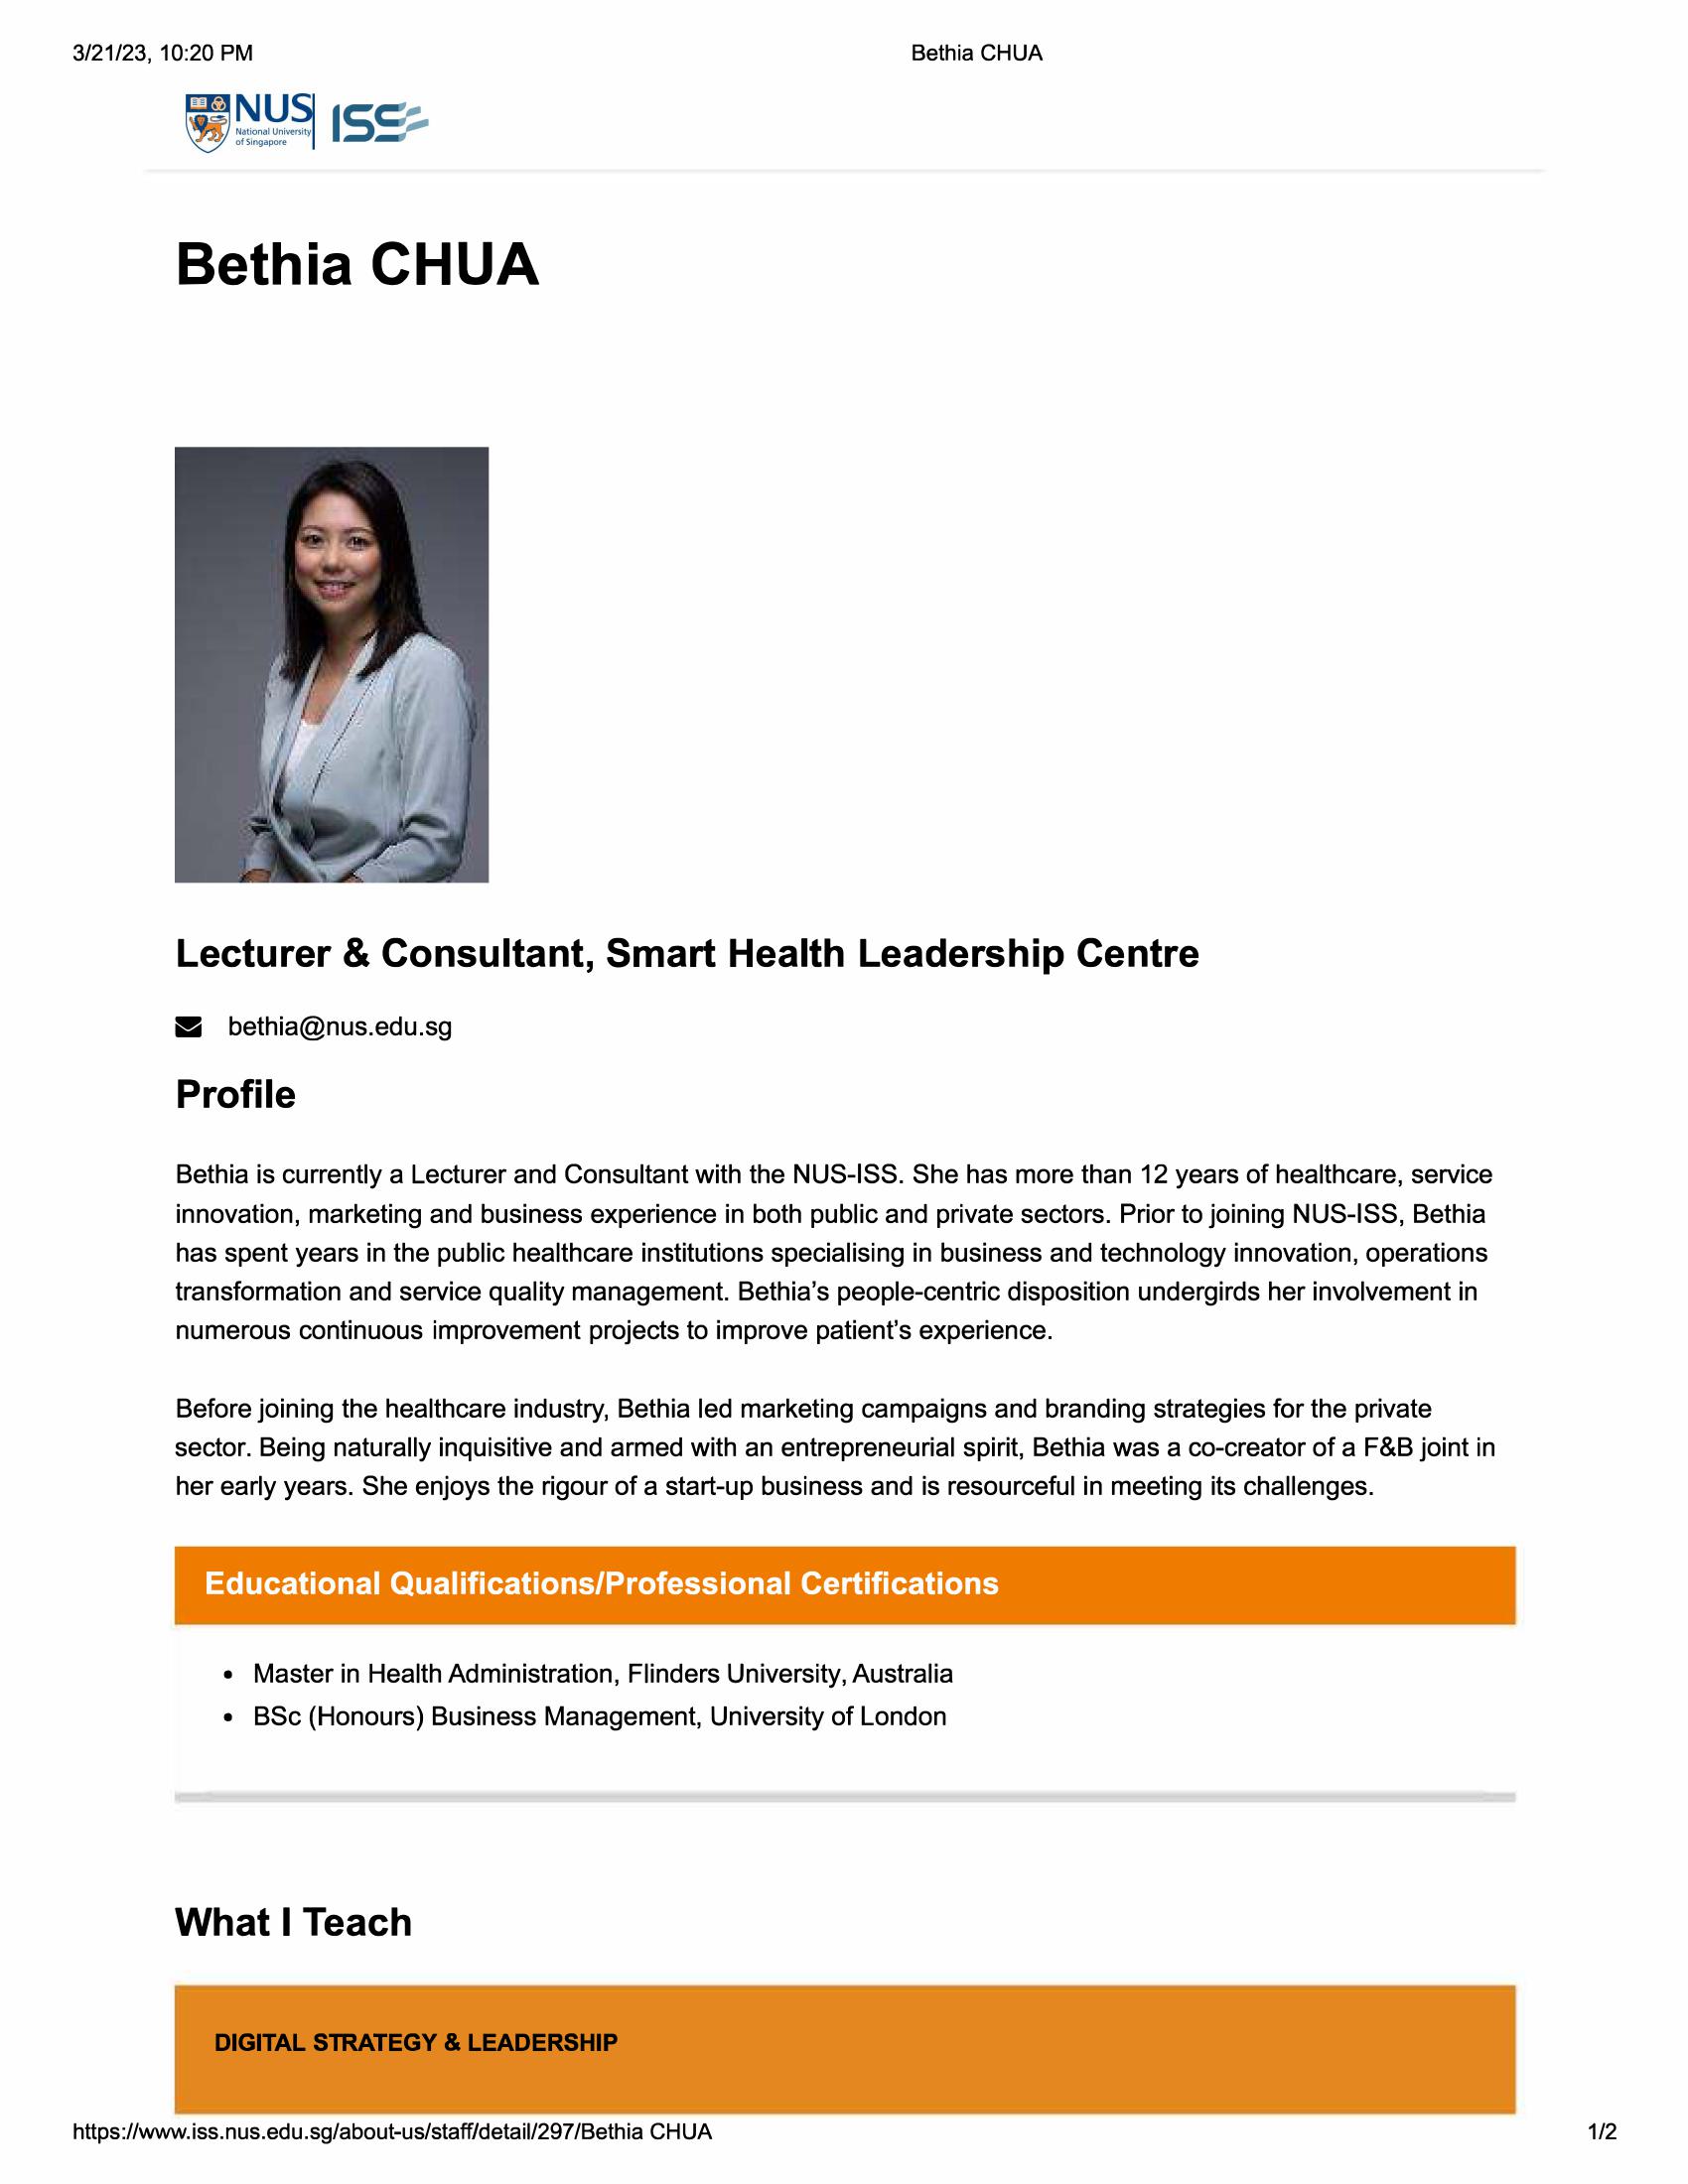 3/21/23, 10:20 PM
Bethia CHUA
NUS
National University
of Singapore
ISS
Bethia CHUA
Lecturer & Consultant, Smart Health Leadership Centre
bethia@nus.edu.sg
Profile
Bethia is currently a Lecturer and Consultant with the NUS-ISS. She has more than 12 years of healthcare, service
innovation, marketing and business experience in both public and private sectors. Prior to joining NUS-ISS, Bethia
has spent years in the public healthcare institutions specialising in business and technology innovation, operations
transformation and service quality management. Bethia’s people-centric disposition undergirds her involvement in
numerous continuous improvement projects to improve patient’s experience.
Before joining the healthcare industry, Bethia led marketing campaigns and branding strategies for the private
sector. Being naturally inquisitive and armed with an entrepreneurial spirit, Bethia was a co-creator of a F&B joint in
her early years. She enjoys the rigour of a start-up business and is resourceful in meeting its challenges.
Educational Qualifications/Professional Certifications
• Master in Health Administration, Flinders University, Australia
• BSc (Honours) Business Management, University of London
What I Teach
DIGITAL STRATEGY & LEADERSHIP
https://www.iss.nus.edu.sg/about-us/staff/detail/297/Bethia CHUA
1/2